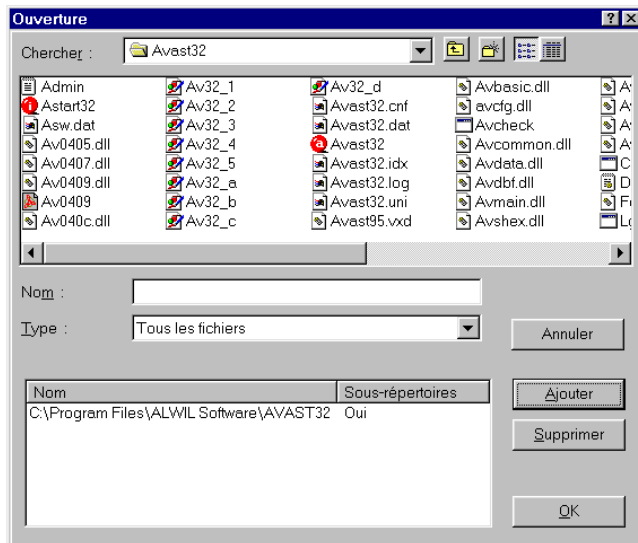 Ouverture
Chercher : Avast32
Admin Av32_1 Av32_d Avbasic.dll A
Astart32 Av32_2 Avast32.cnf avcfg.dll A
Asw.dat Av32_3 Avast32.dat Avcheck A
Av0405.dll Av32_4 Avast32 Avcommon.dll A
Av0407.dll Av32_5 Avast32.idx Avdata.dll C
Av0409.dll Av32_a Avast32.log Avdbf.dll D
Av0409 Av32_b Avast32.uni Avmain.dll Fe
Av040c.dll Av32_c Avast95.vxd Avshex.dll Lg
Nom :
Type : Tous les fichiers
Annuler
Nom Sous-répertoires
Ajouter
C:\Program Files\ALWIL Software\AVAST32 Oui
Supprimer
OK